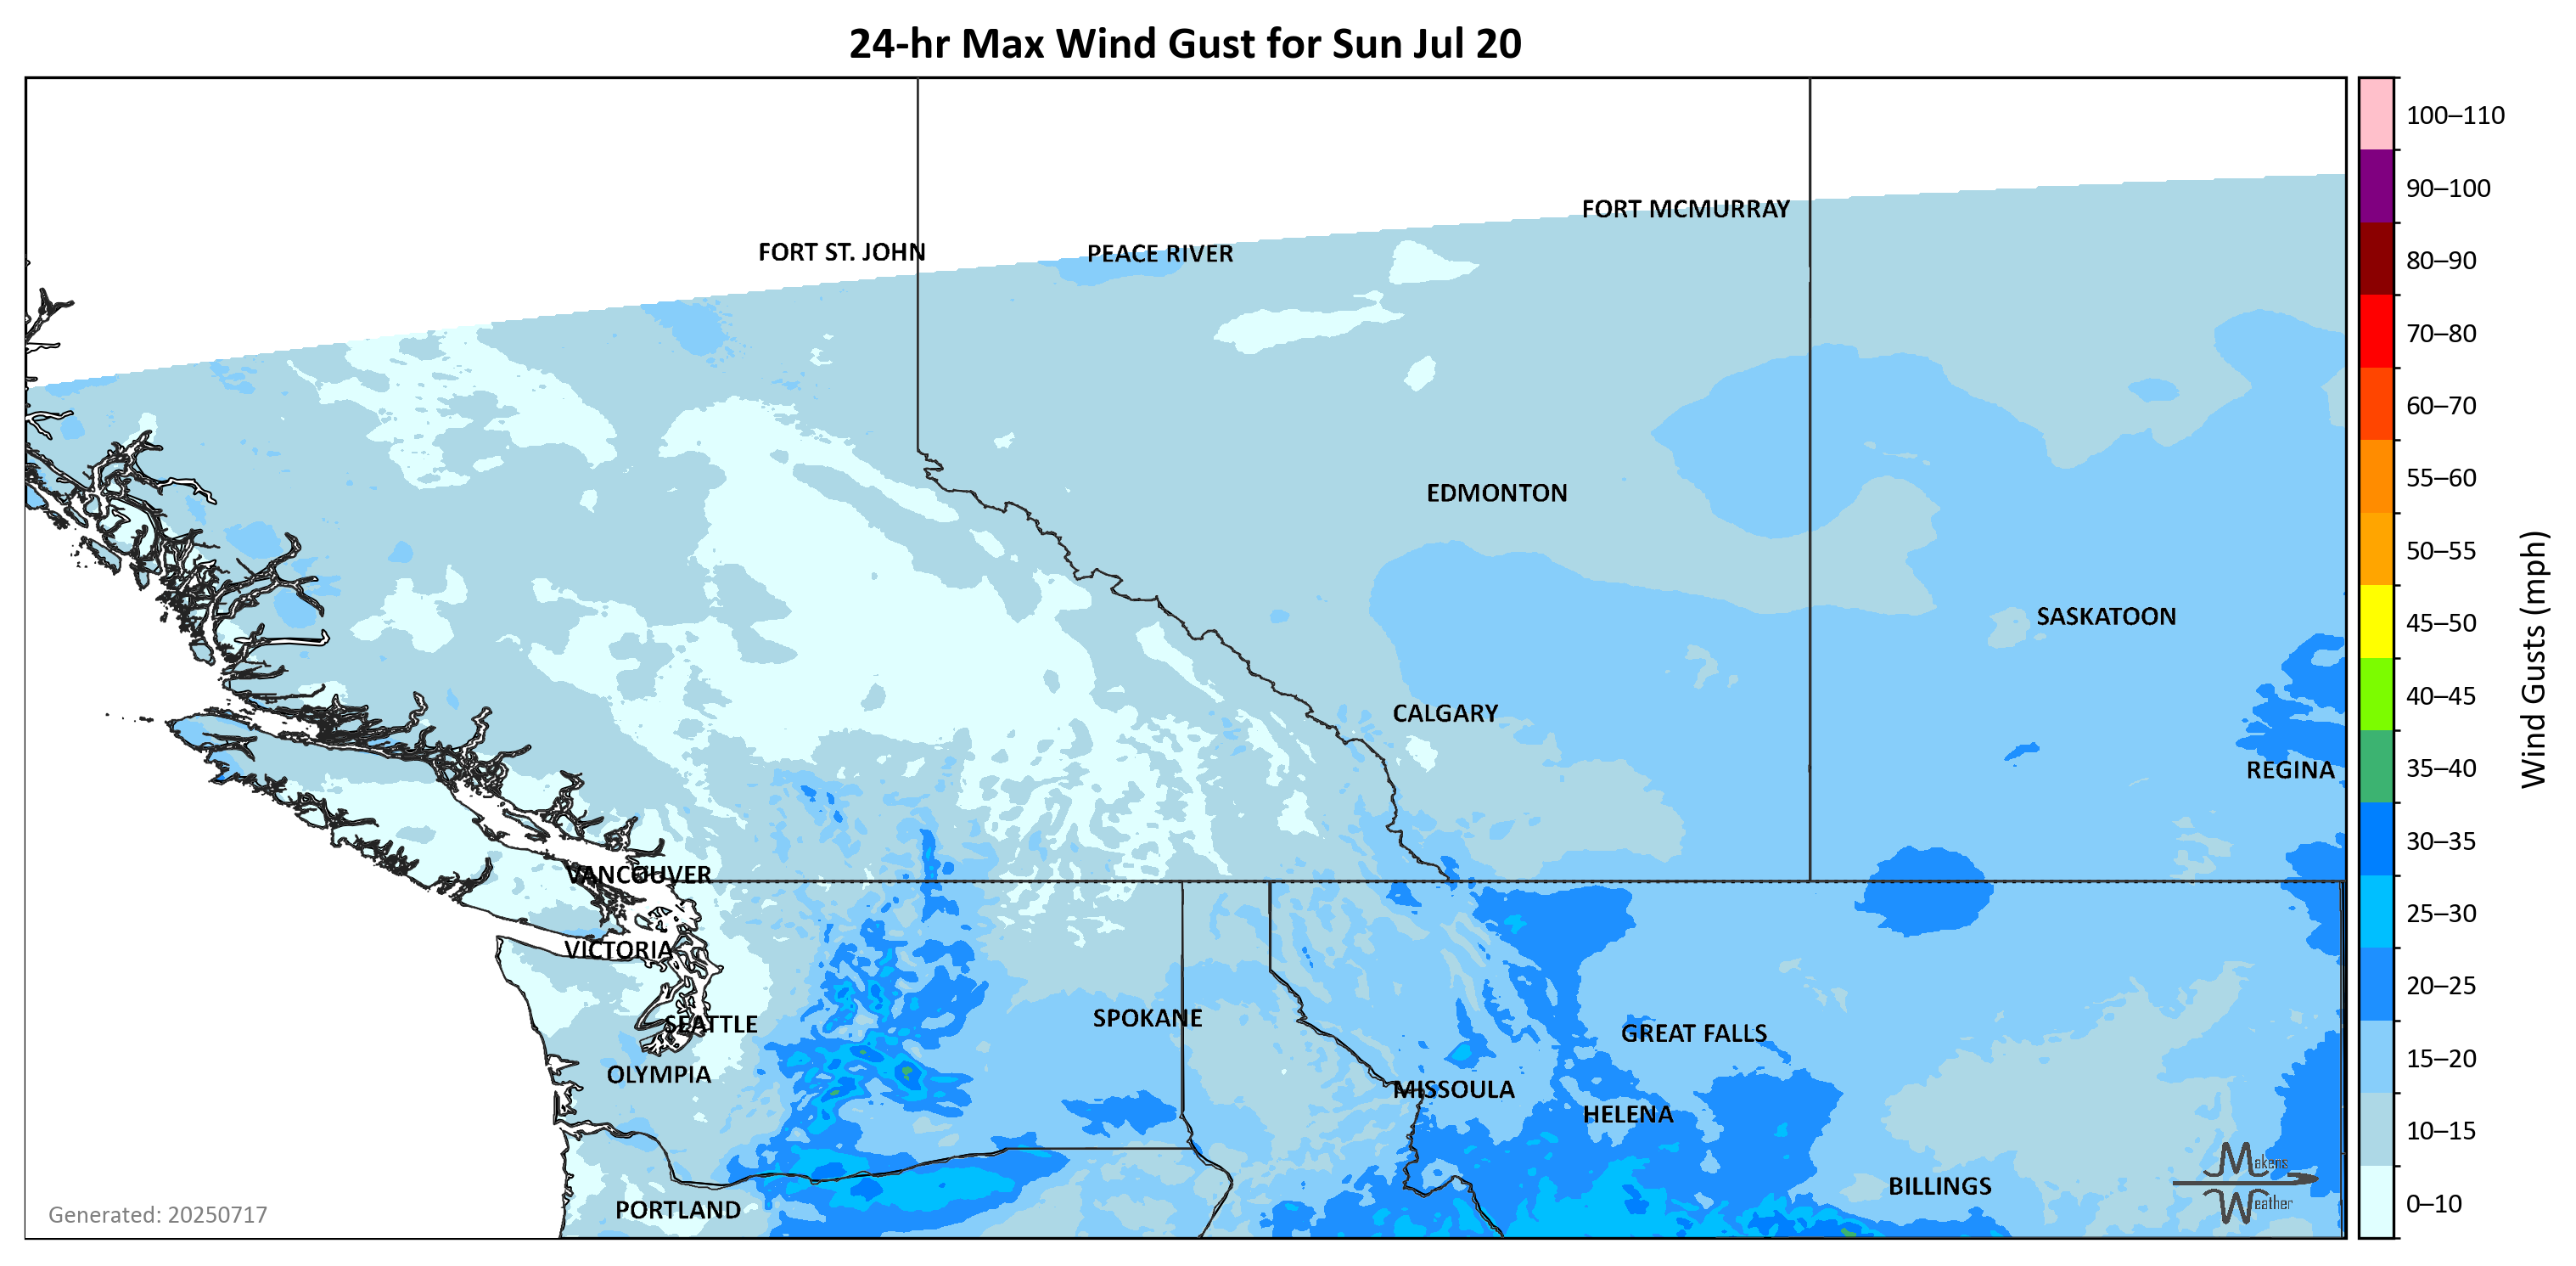 24-hr Max Wind Gust for Sun Jul 20
100–110
90–100
80–90
70–80
60–70
55–60
50–55
45–50
40–45
35–40
30–35
25–30
20–25
15–20
10–15
0–10
Wind Gusts (mph)
FORT MCMURRAY
FORT ST. JOHN
PEACE RIVER
EDMONTON
SASKATOON
CALGARY
REGINA
VANCOUVER
VICTORIA
SEATTLE
SPOKANE
GREAT FALLS
OLYMPIA
MISSOULA
HELENA
BILLINGS
PORTLAND
Makens
Weather
Generated: 20250717